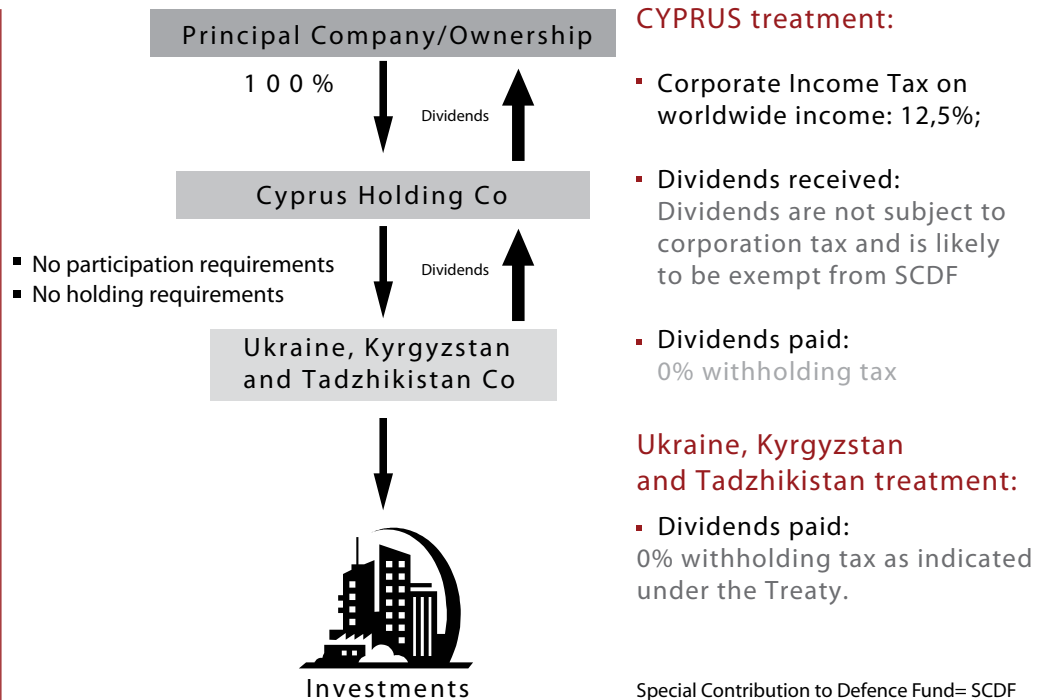 Principal Company/Ownership
100%
Dividends
Cyprus Holding Co
No participation requirements
No holding requirements
Dividends
Ukraine, Kyrgyzstan
and Tadzhikistan Co
Investments
CYPRUS treatment:
Corporate Income Tax on
worldwide income: 12,5%;
Dividends received:
Dividends are not subject to
corporation tax and is likely
to be exempt from SCDF
Dividends paid:
0% withholding tax
Ukraine, Kyrgyzstan
and Tadzhikistan treatment:
Dividends paid:
0% withholding tax as indicated
under the Treaty.
Special Contribution to Defence Fund= SCDF